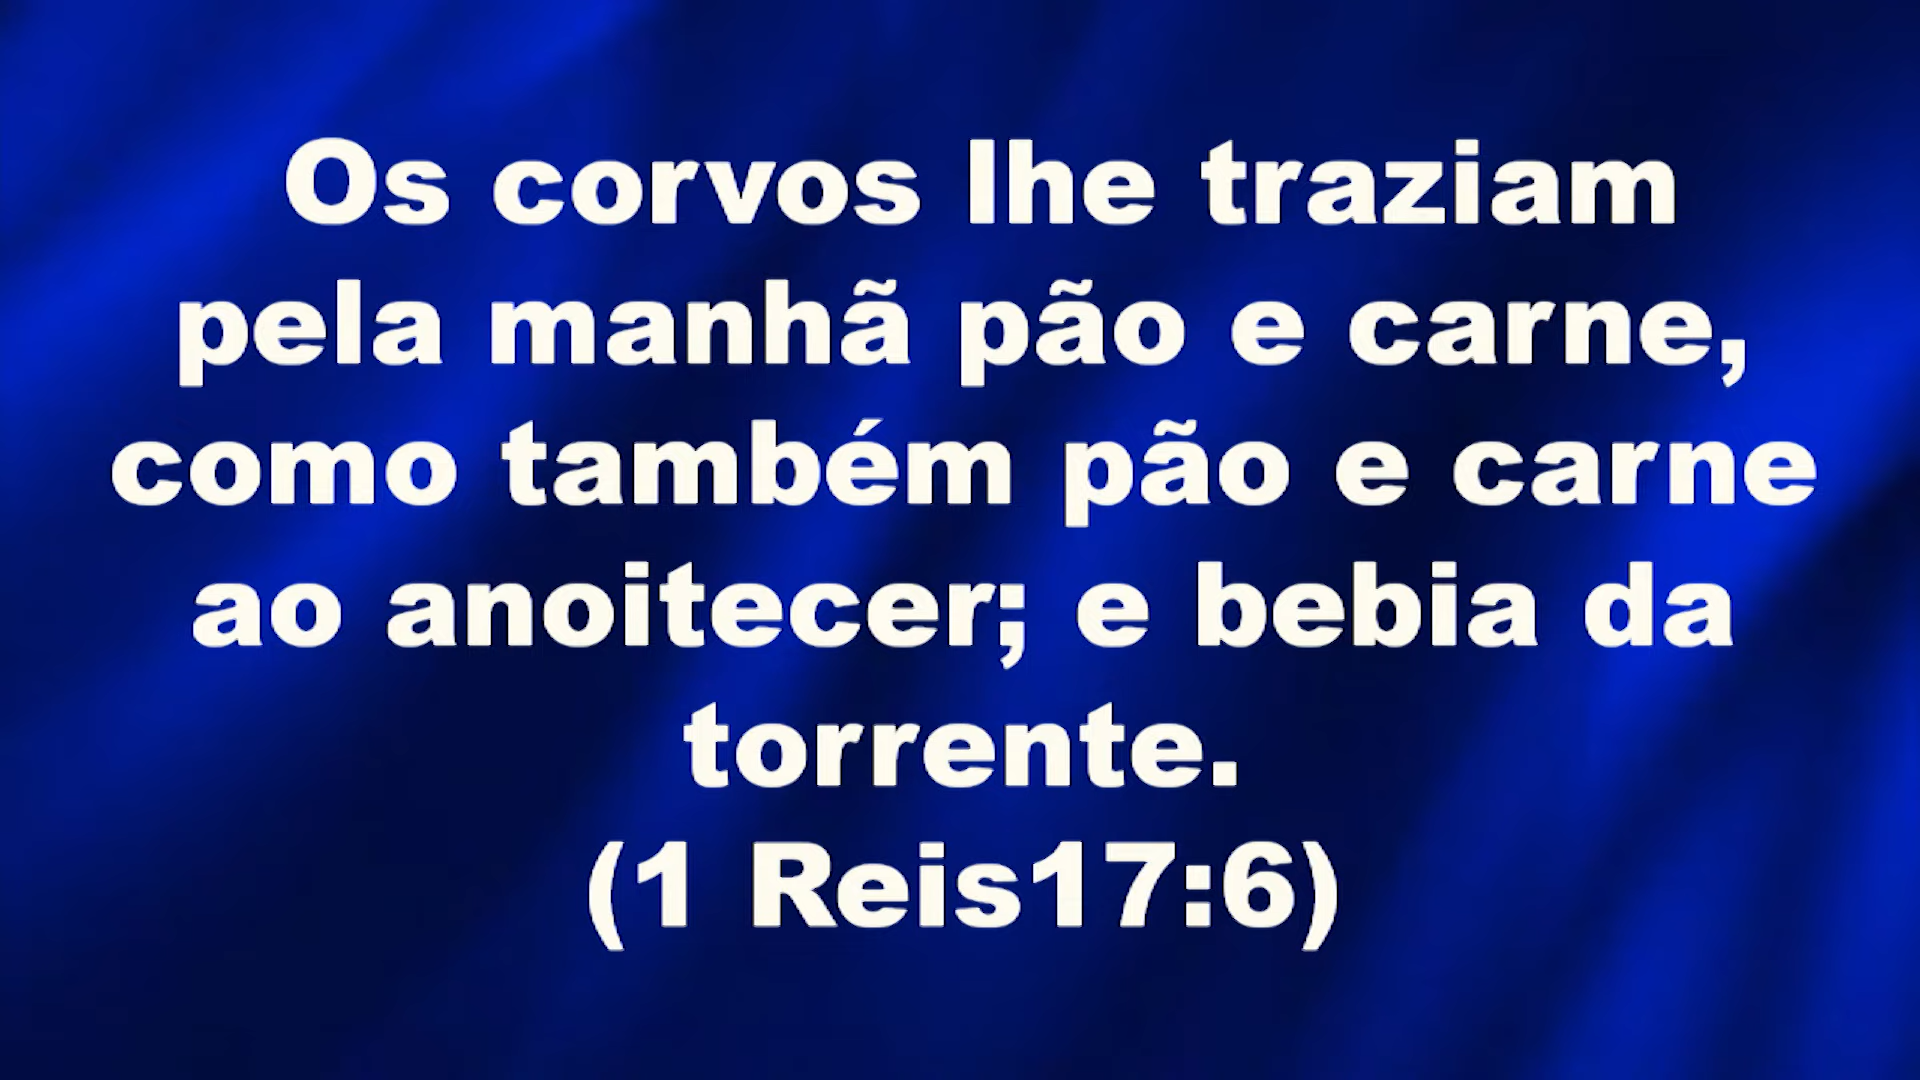 Os corvos lhe traziam
pela manhã pão e carne,
como também pão e carne
ao anoitecer; e bebia da
torrente.
(1 Reis17:6)